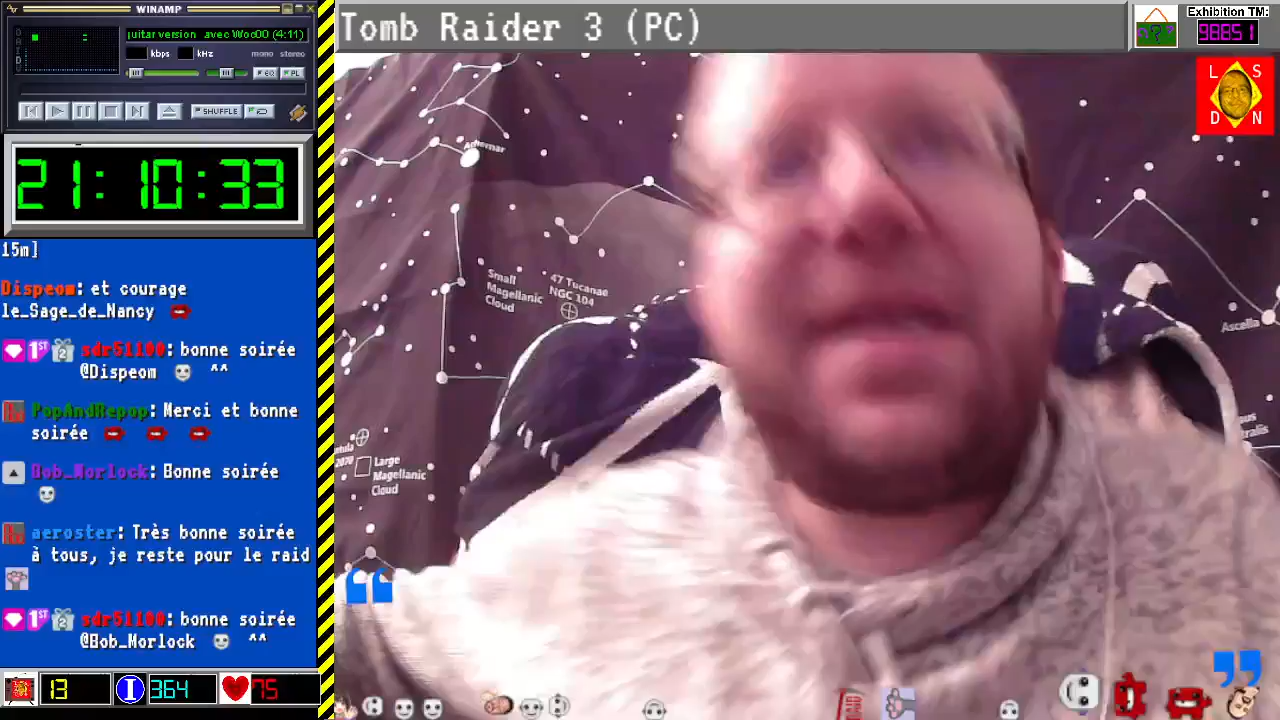 WINAMP
uitar version avec Woo00 (4:11)
kbps kHz mono stereo
EQ PL
SHUFFLE
21:10:33
15m]
Dispeom: et courage
le_Sage_de_Nancy
sdr51100: bonne soirée
@Dispeom ^^
PopAndRepop: Merci et bonne
soirée
Bob_Morlock: Bonne soirée
aeroster: Très bonne soirée
à tous, je reste pour le raid
sdr51100: bonne soirée
@Bob_Morlock ^^
13 364 75
Tomb Raider 3 (PC)
Exhibition TM:
98851
L S
D N
Small
Magellanic
Cloud
47 Tucanae
NGC 104
Large
Magellanic
Cloud
Ascella